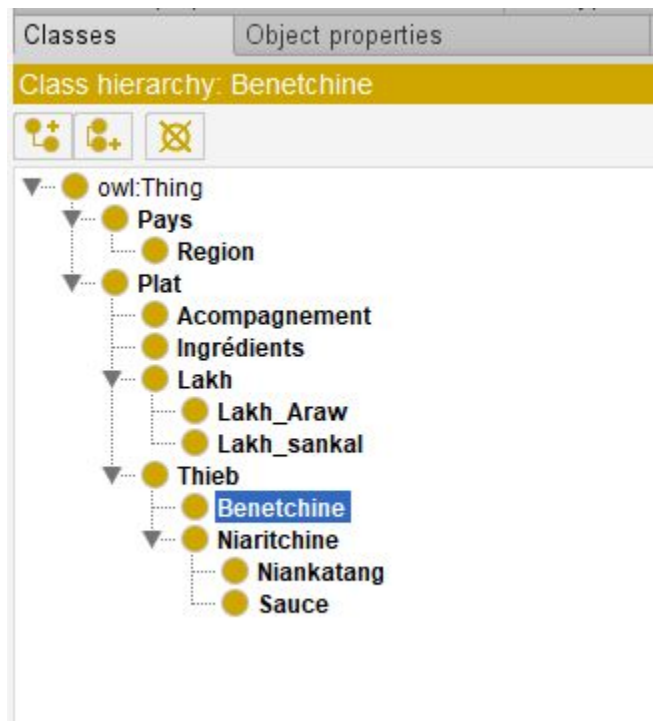 Classes Object properties
Class hierarchy: Benetchine
owl:Thing
Pays
Region
Plat
Acompagnement
Ingrédients
Lakh
Lakh_Araw
Lakh_sankal
Thieb
Benetchine
Niaritchine
Niankatang
Sauce